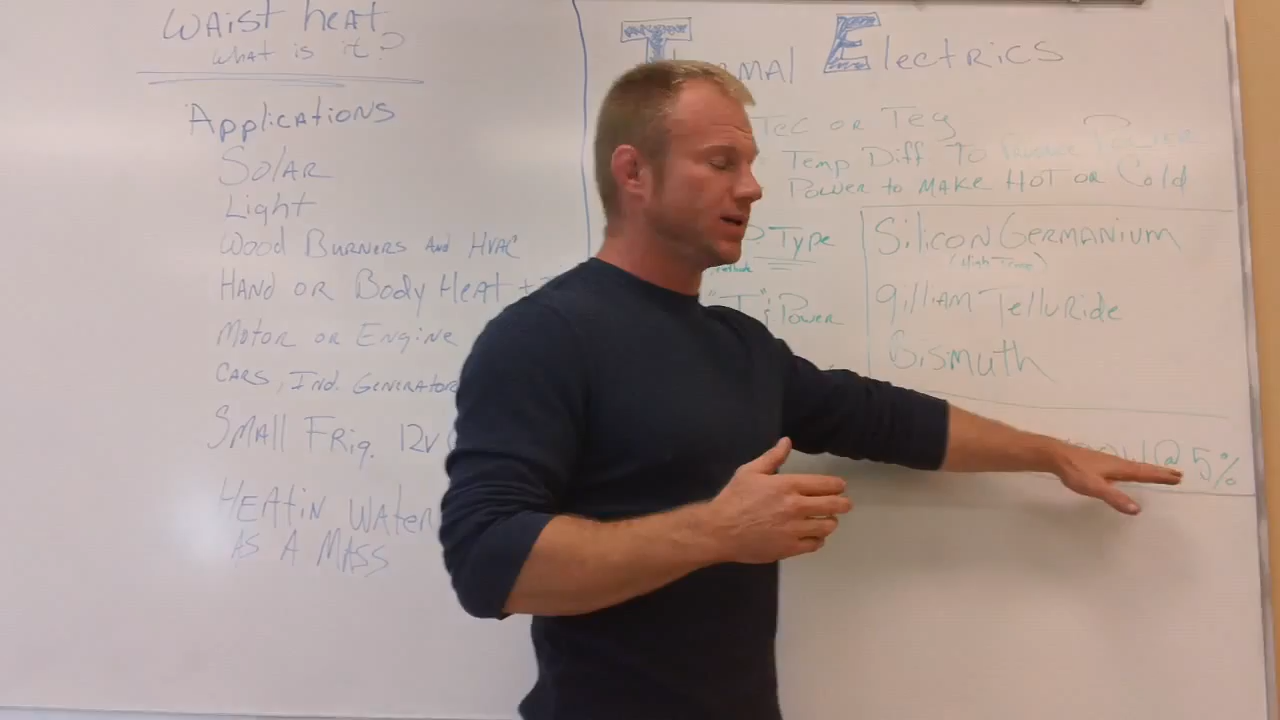 WAIST HEAT
WHAT IS iT?
ApplicATiONS
SOLAR
Light
WOOD BURNERS AND HVAC
HAND OR BODY HEAT +
MOTOR OR ENgiNE
CARS, IND. GENERATOR
SMALL FRig. 12V
HEATiN WATER
AS A MASS
ElectRicS
TEC OR TEg
TEMP DIFF TO
POWER TO MAKE HOT OR COLD
P TYPE
"T" & POWER
SiliCON GERMANiUM
(HigH TEMP)
TElluRiDE
BiSMUTH
@ 5%